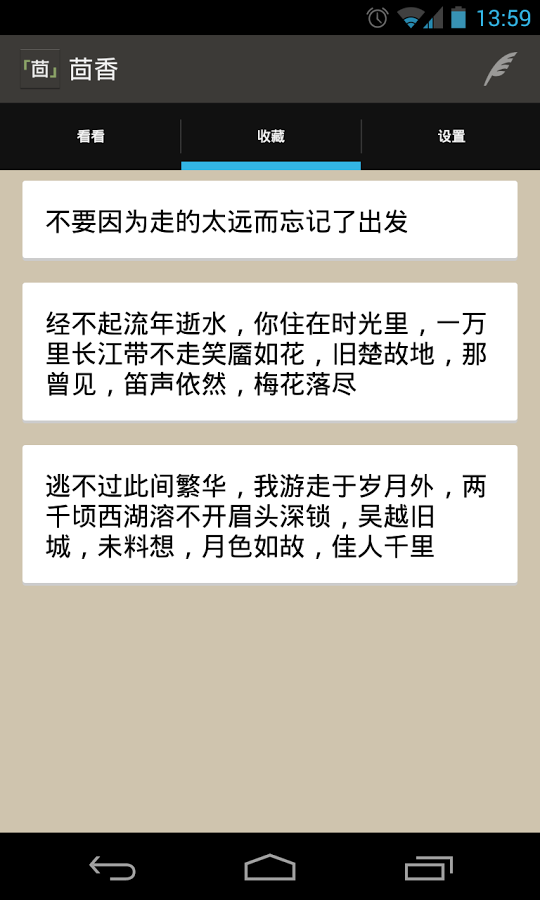 13:59
「茴」 茴香
看看 收藏 设置
不要因为走的太远而忘记了出发
经不起流年逝水，你住在时光里，一万
里长江带不走笑靥如花，旧楚故地，那
曾见，笛声依然，梅花落尽
逃不过此间繁华，我游走于岁月外，两
千顷西湖溶不开眉头深锁，吴越旧
城，未料想，月色如故，佳人千里